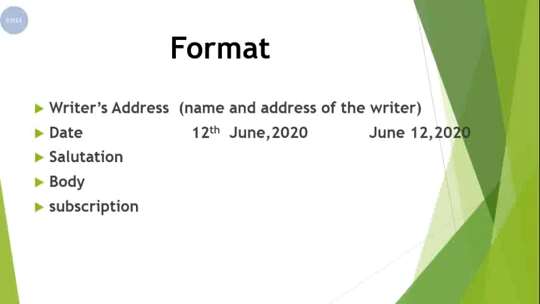 Format
Writer's Address (name and address of the writer)
Date 12th June,2020 June 12,2020
Salutation
Body
subscription